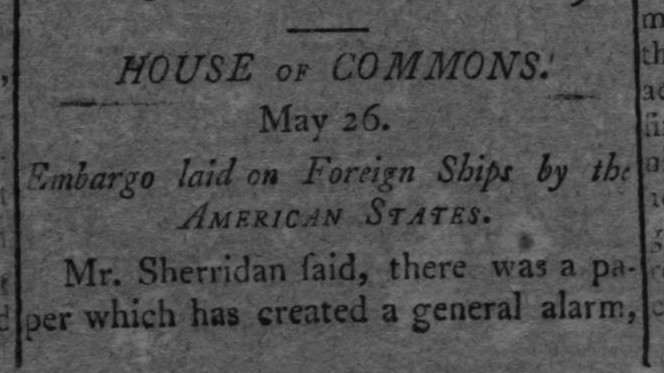 HOUSE OF COMMONS.
May 26.
Embargo laid on Foreign Ships by the
AMERICAN STATES.
Mr. Sherridan ſaid, there was a pa-
per which has created a general alarm,